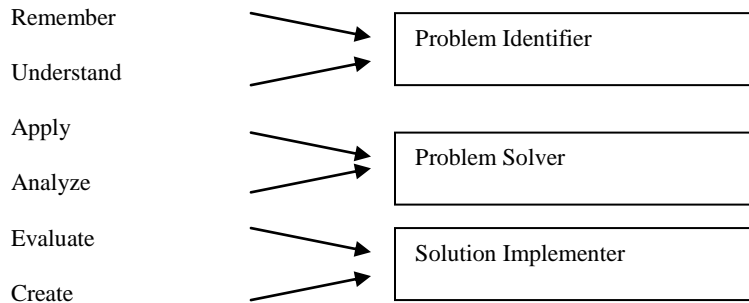 Remember
Problem Identifier
Understand
Apply
Problem Solver
Analyze
Evaluate
Solution Implementer
Create